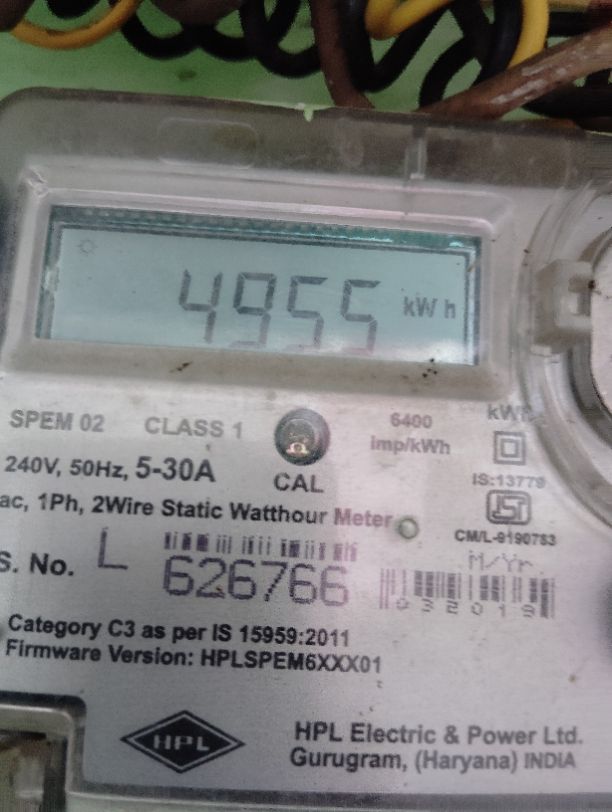 4955 kWh
SPEM 02 CLASS 1 6400 kWh
imp/kWh
240V, 50Hz, 5-30A CAL IS:13779
ac, 1Ph, 2Wire Static Watthour Meter
CM/L-9190783
S. No. L 626766 M/Yr.
032019
Category C3 as per IS 15959:2011
Firmware Version: HPLSPEM6XXX01
HPL HPL Electric & Power Ltd.
Gurugram, (Haryana) INDIA